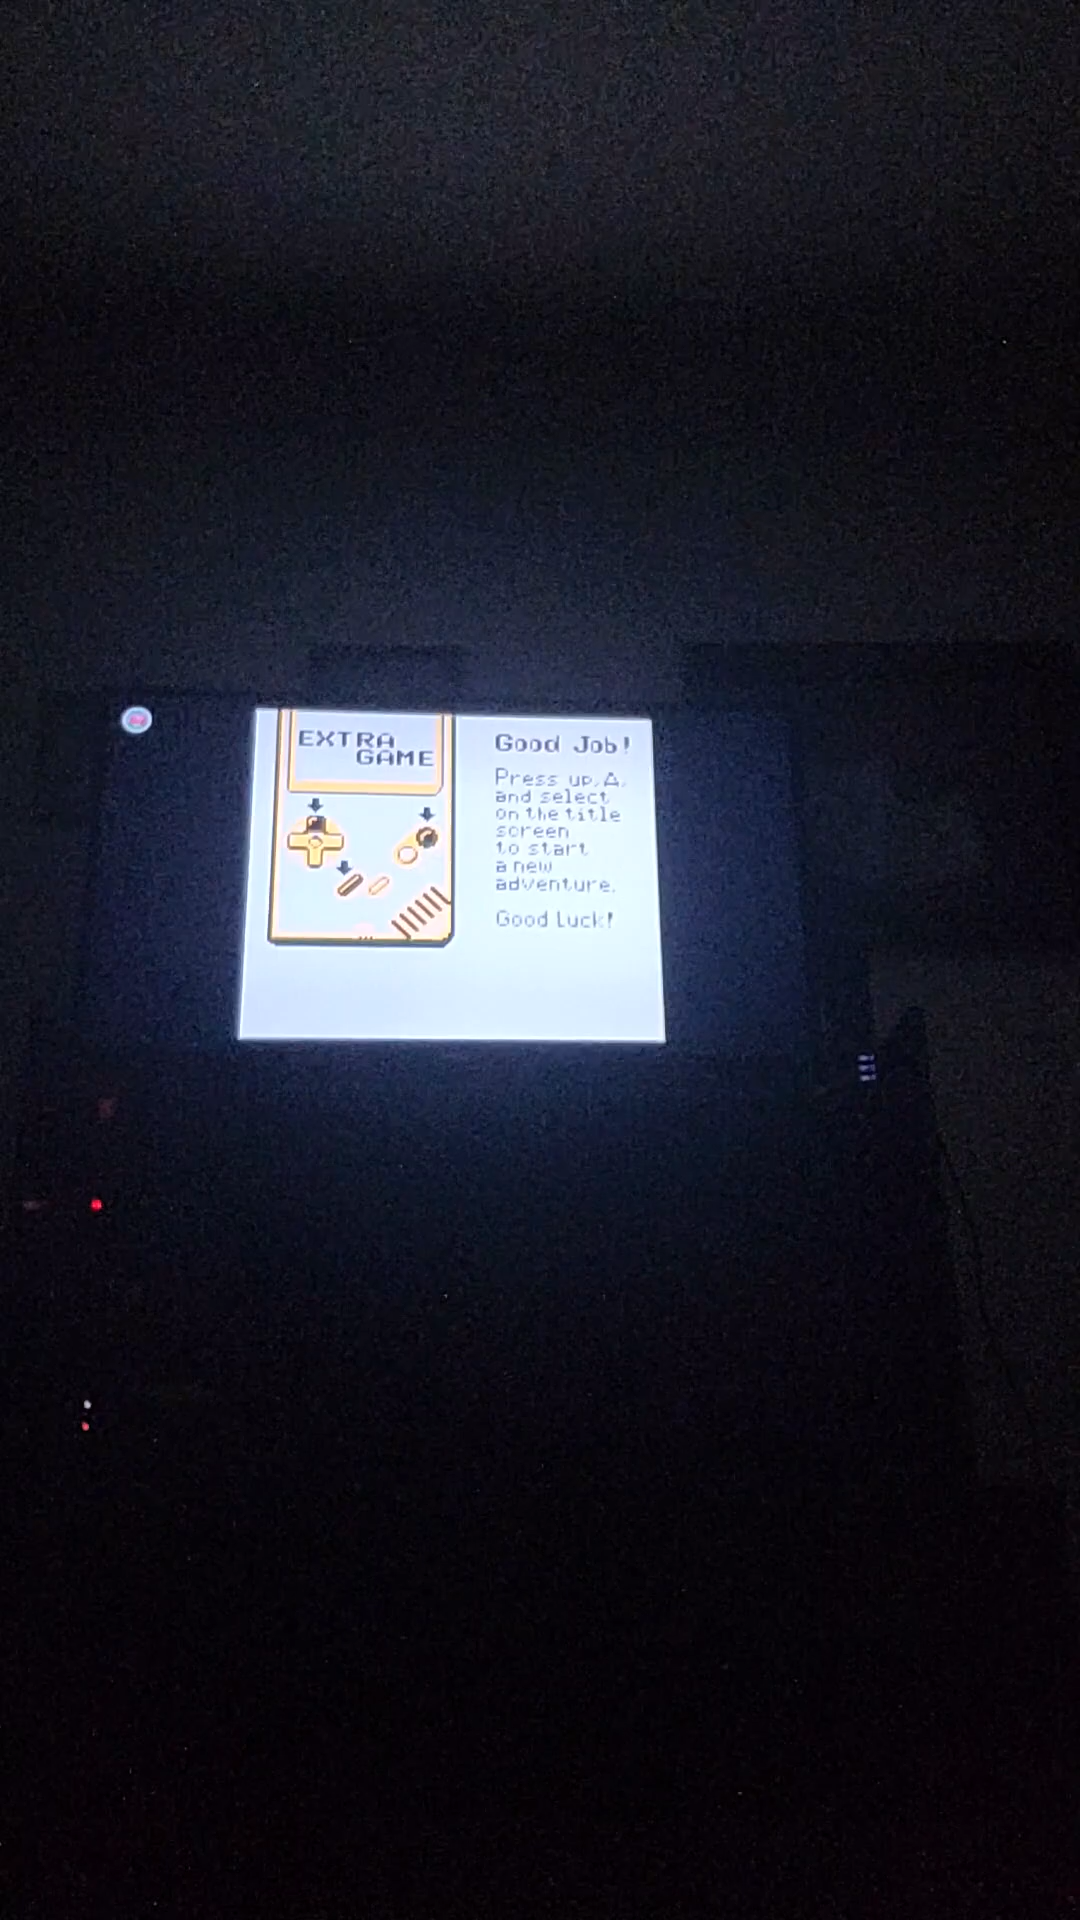 EXTRA
GAME
Good Job!
Press up, A,
and select
on the title
screen
to start
a new
adventure.
Good Luck!